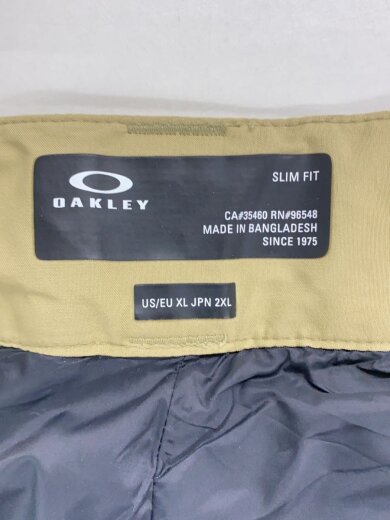 SLIM FIT
OAKLEY
CA#35460 RN#96548
MADE IN BANGLADESH
SINCE 1975
US/EU XL JPN 2XL